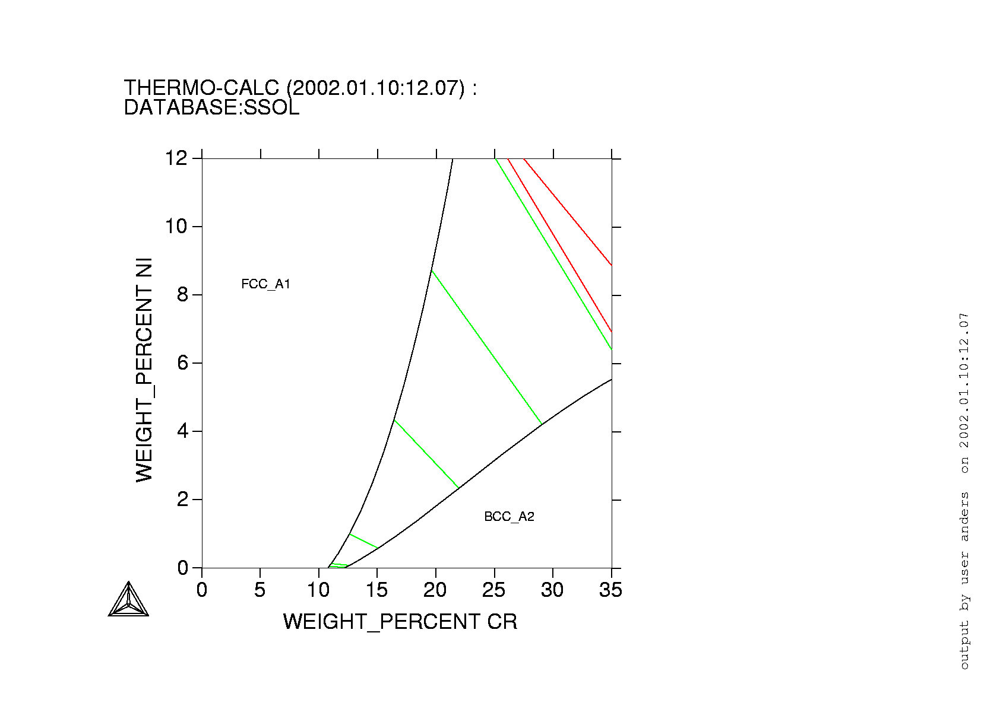 THERMO-CALC (2002.01.10:12.07) :
DATABASE:SSOL
12
10
8
6
4
2
0
WEIGHT_PERCENT NI
FCC_A1
BCC_A2
0 5 10 15 20 25 30 35
WEIGHT_PERCENT CR
output by user anders on 2002.01.10:12.07